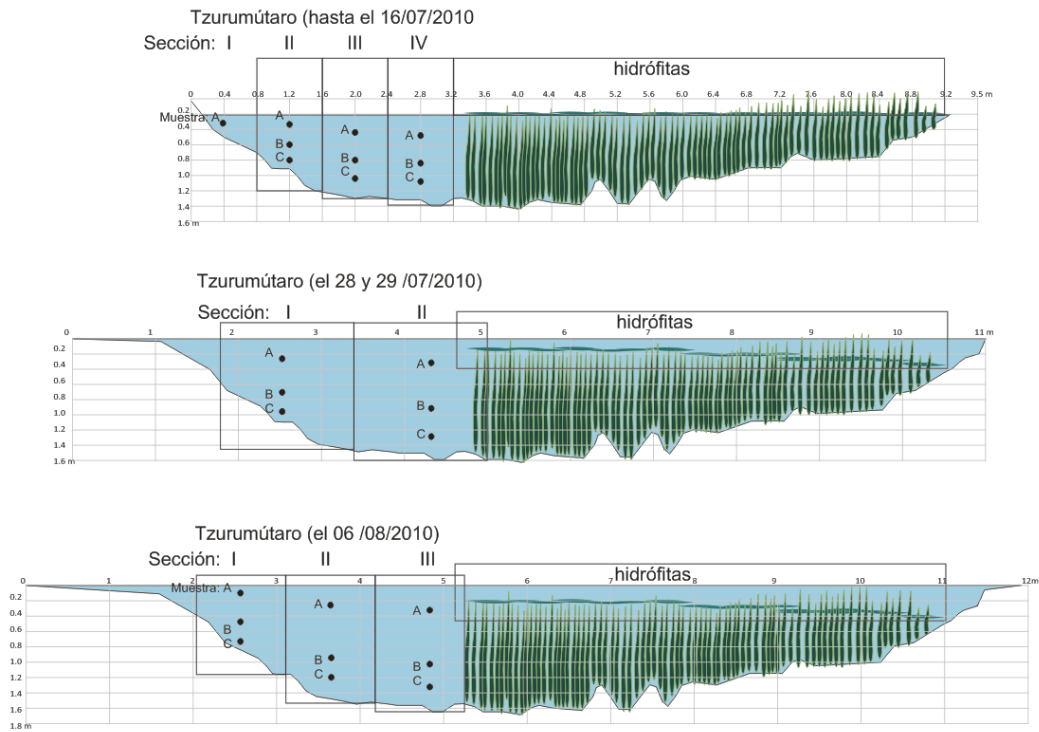 Tzurumútaro (hasta el 16/07/2010
Sección: I II III IV
hidrófitas
0 0.4 0.8 1.2 1.6 2.0 2.4 2.8 3.2 3.6 4.0 4.4 4.8 5.2 5.6 6.0 6.4 6.8 7.2 7.6 8.0 8.4 8.8 9.2 9.5 m
0.2
Muestra: A A
0.4
A A
0.6
B
0.8
C B B
1.0
C C
1.2
1.4
1.6 m
Tzurumútaro (el 28 y 29 /07/2010)
Sección: I II
hidrófitas
0 1 2 3 4 5 6 7 8 9 10 11 m
0.2
A
0.4
A
0.6
0.8
B
B
1.0
C
1.2
C
1.4
1.6 m
Tzurumútaro (el 06 /08/2010)
Sección: I II III
hidrófitas
0 1 2 3 4 5 6 7 8 9 10 11 12m
Muestra: A
0.2
A A
0.4
0.6
B
0.8
C
1.0
B B
1.2
C C
1.4
1.6
1.8 m